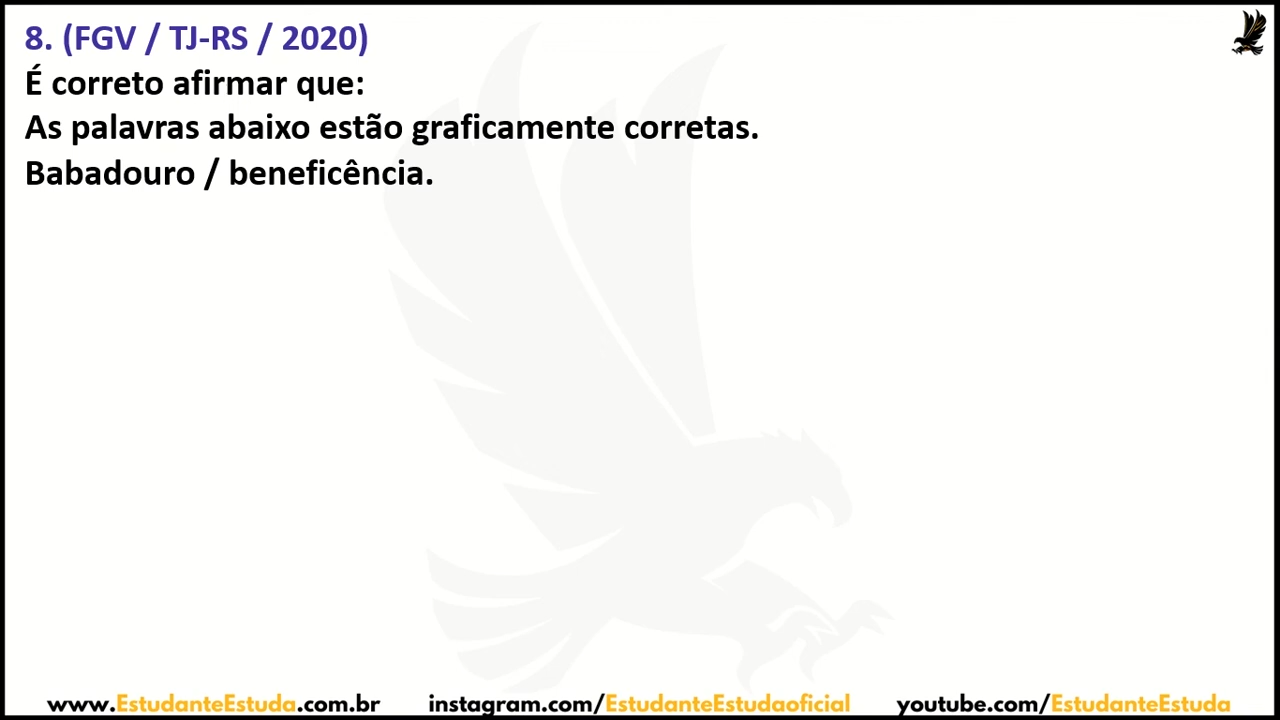 8. (FGV / TJ-RS / 2020)
É correto afirmar que:
As palavras abaixo estão graficamente corretas.
Babadouro / beneficência.
www.EstudanteEstuda.com.br instagram.com/EstudanteEstudaoficial youtube.com/EstudanteEstuda